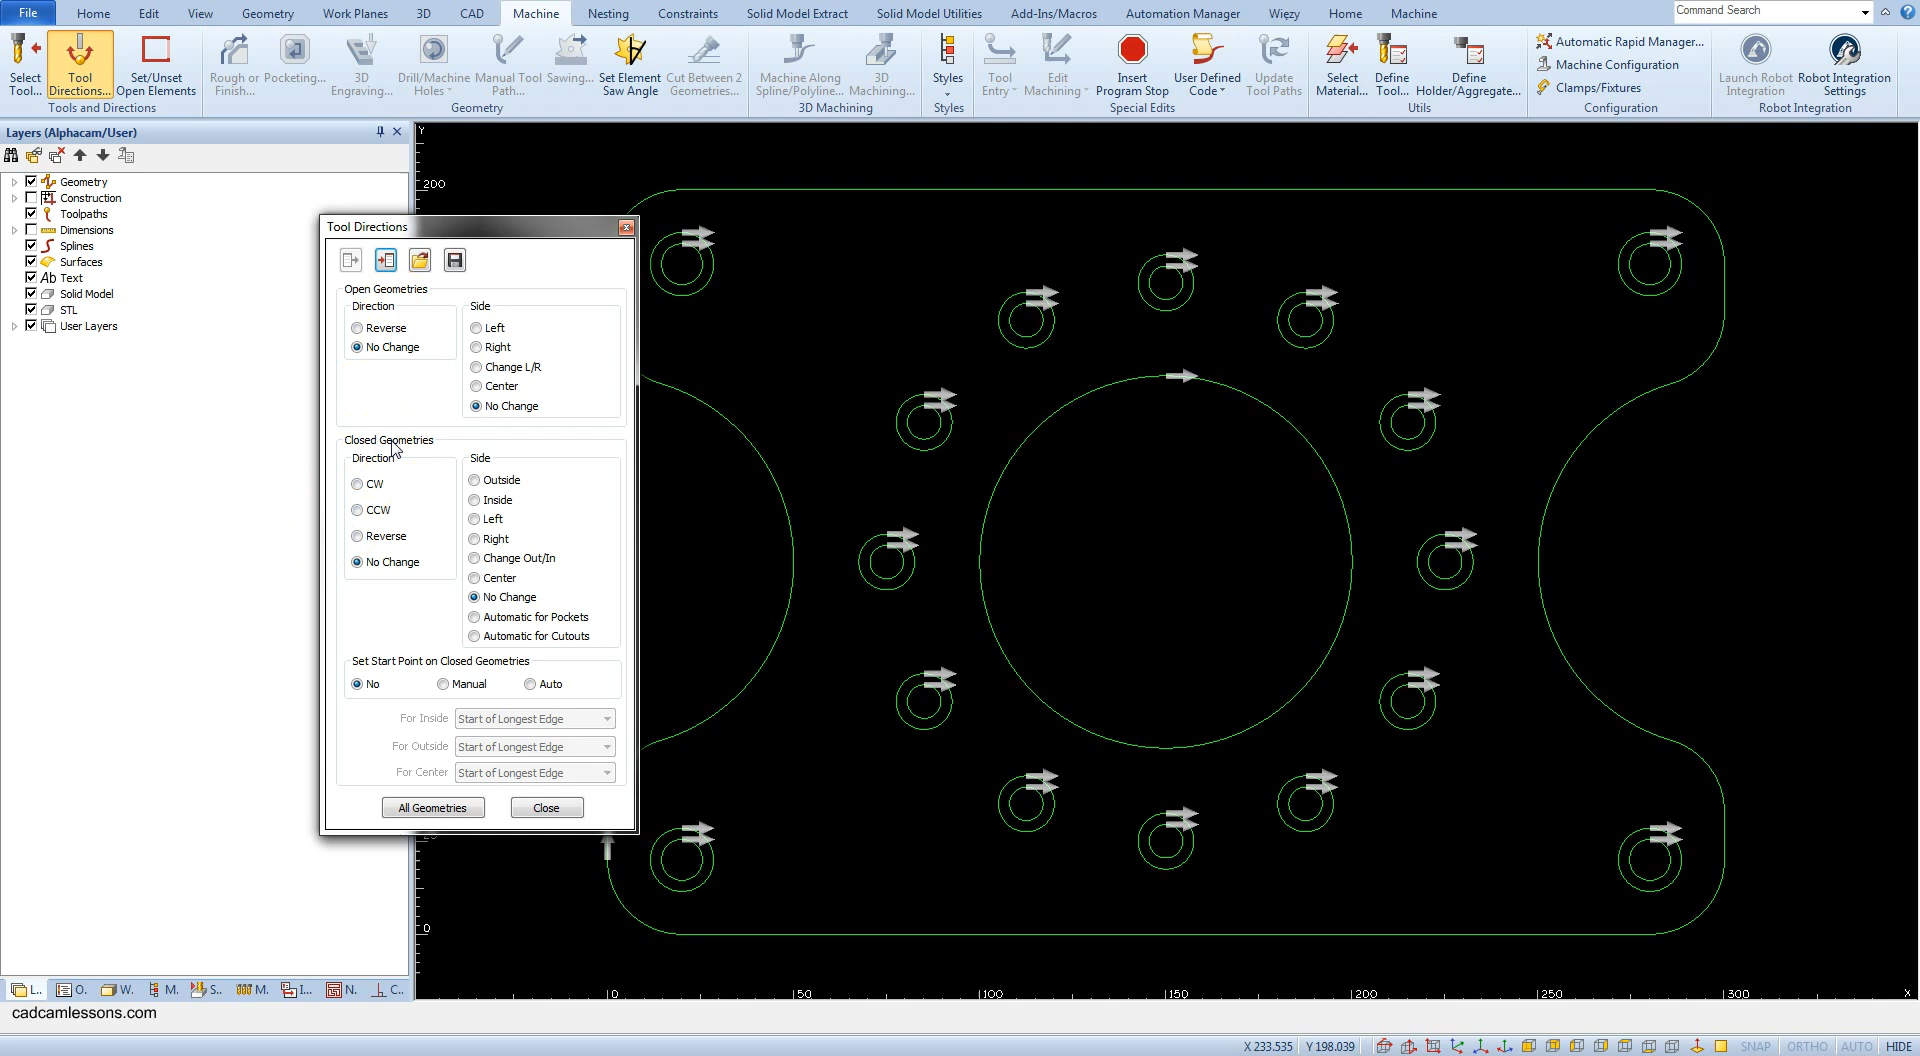 File Home Edit View Geometry Work Planes 3D CAD Machine Nesting Constraints Solid Model Extract Solid Model Utilities Add-Ins/Macros Automation Manager Więzy Home Machine Command Search
Select Tool...
Tool Directions...
Set/Unset Open Elements
Rough or Finish...
Pocketing...
3D Engraving...
Drill/Machine Holes
Manual Tool Path...
Sawing...
Set Element Saw Angle
Cut Between 2 Geometries...
Machine Along Spline/Polyline...
3D Machining...
Styles
Tool Entry
Edit Machining
Insert Program Stop
User Defined Code
Update Tool Paths
Select Material...
Define Tool...
Define Holder/Aggregate...
Automatic Rapid Manager...
Machine Configuration
Clamps/Fixtures
Launch Robot Integration
Robot Integration Settings
Tools and Directions Geometry 3D Machining Styles Special Edits Utils Configuration Robot Integration
Layers (Alphacam/User)
Geometry
Construction
Toolpaths
Dimensions
Splines
Surfaces
Ab Text
Solid Model
STL
User Layers
Tool Directions
Open Geometries
Direction
Reverse
No Change
Side
Left
Right
Change L/R
Center
No Change
Closed Geometries
Direction
CW
CCW
Reverse
No Change
Side
Outside
Inside
Left
Right
Change Out/In
Center
No Change
Automatic for Pockets
Automatic for Cutouts
Set Start Point on Closed Geometries
No Manual Auto
For Inside Start of Longest Edge
For Outside Start of Longest Edge
For Center Start of Longest Edge
All Geometries Close
Y
200
0
0 50 100 150 200 250 300 X
L.. O. W. M. S.. M. I... N. C..
cadcamlessons.com
X 233.535 Y 198.039 SNAP ORTHO AUTO HIDE